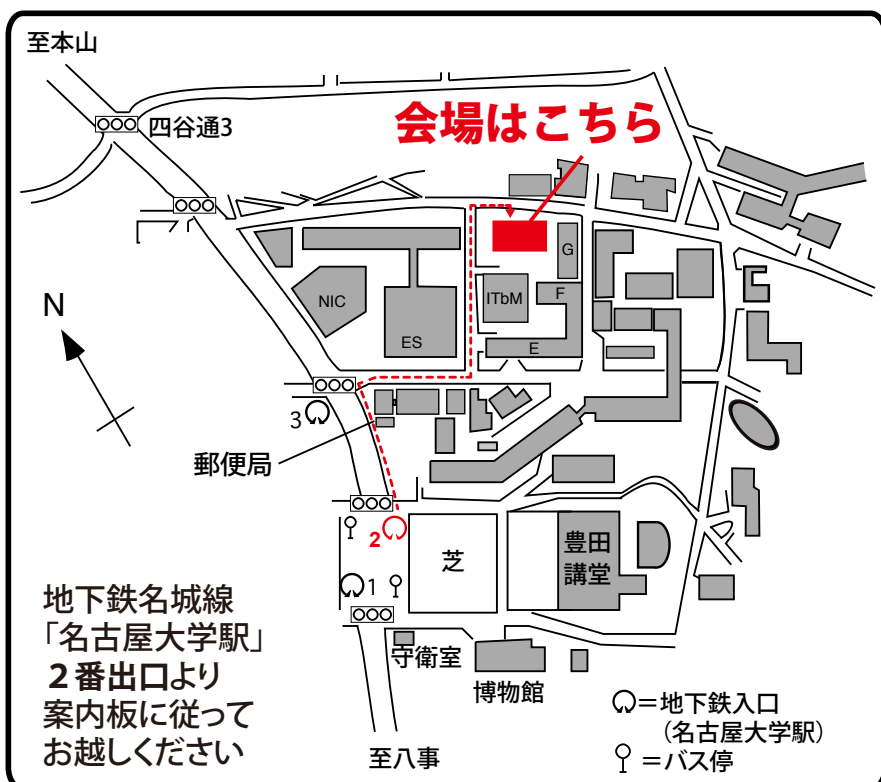 至本山
四谷通3
会場はこちら
G
NIC
ITbM
F
ES
E
N
3
郵便局
2
芝
豊田
講堂
1
地下鉄名城線
「名古屋大学駅」
２番出口より
案内板に従って
お越しください
守衛室
博物館
至八事
=地下鉄入口
（名古屋大学駅）
=バス停